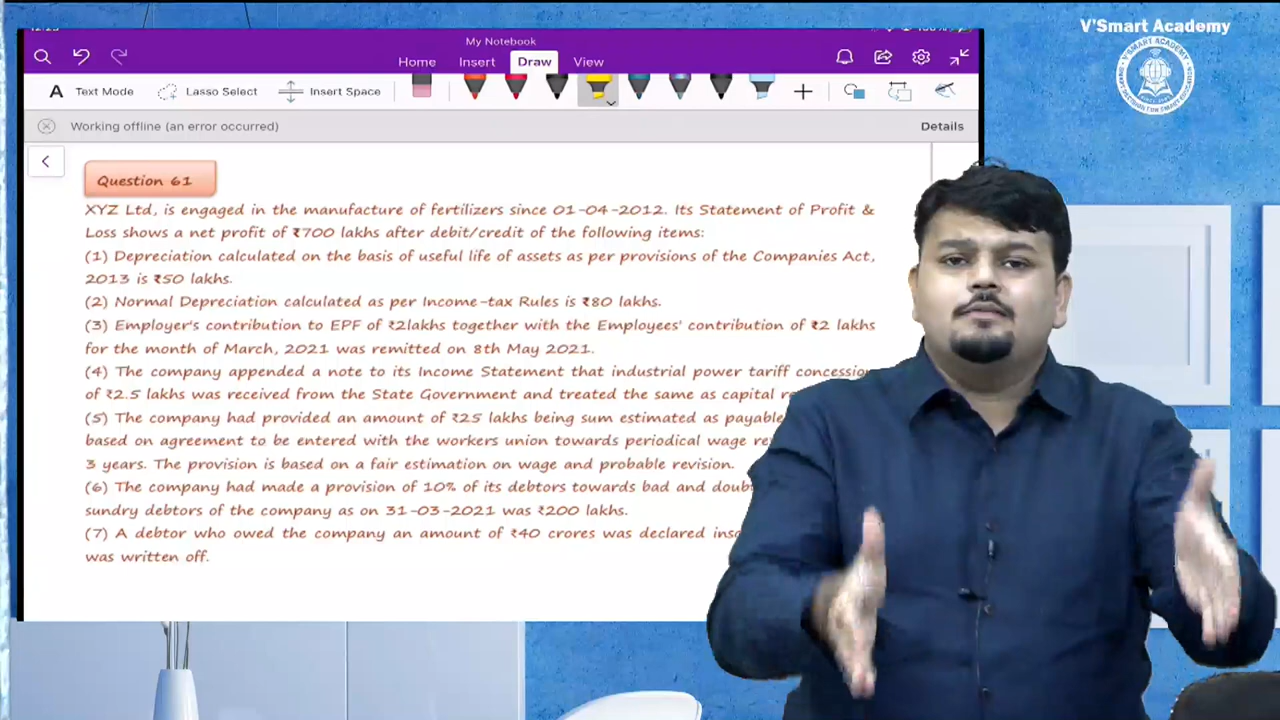 V'Smart Academy
My Notebook
Home Insert Draw View
A Text Mode Lasso Select Insert Space
Working offline (an error occurred) Details
Question 61
XYZ Ltd, is engaged in the manufacture of fertilizers since 01-04-2012. Its Statement of Profit &
Loss shows a net profit of ₹700 lakhs after debit/credit of the following items:
(1) Depreciation calculated on the basis of useful life of assets as per provisions of the Companies Act,
2013 is ₹50 lakhs.
(2) Normal Depreciation calculated as per Income-tax Rules is ₹80 lakhs.
(3) Employer's contribution to EPF of ₹2lakhs together with the Employees' contribution of ₹2 lakhs
for the month of March, 2021 was remitted on 8th May 2021.
(4) The company appended a note to its Income Statement that industrial power tariff concession
of ₹2.5 lakhs was received from the State Government and treated the same as capital
(5) The company had provided an amount of ₹25 lakhs being sum estimated as payable
based on agreement to be entered with the workers union towards periodical wage
3 years. The provision is based on a fair estimation on wage and probable revision.
(6) The company had made a provision of 10% of its debtors towards bad and
sundry debtors of the company as on 31-03-2021 was ₹200 lakhs.
(7) A debtor who owed the company an amount of ₹40 crores was declared
was written off.